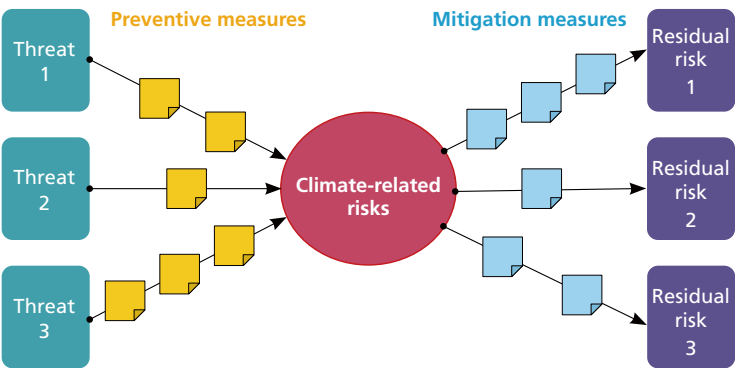 Preventive measures
Mitigation measures
Threat
1
Threat
2
Threat
3
Climate-related
risks
Residual
risk
1
Residual
risk
2
Residual
risk
3